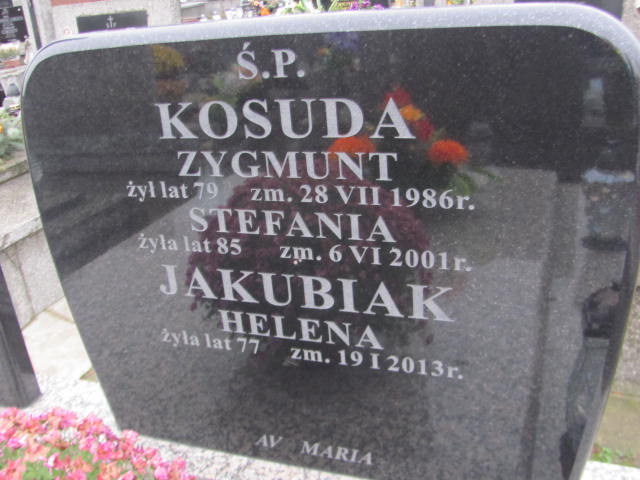 Ś.P.
KOSUDA
ZYGMUNT
żył lat 79 zm. 28 VII 1986r.
STEFANIA
żyła lat 85 zm. 6 VI 2001r.
JAKUBIAK
HELENA
żyła lat 77 zm. 19 I 2013r.
AV MARIA